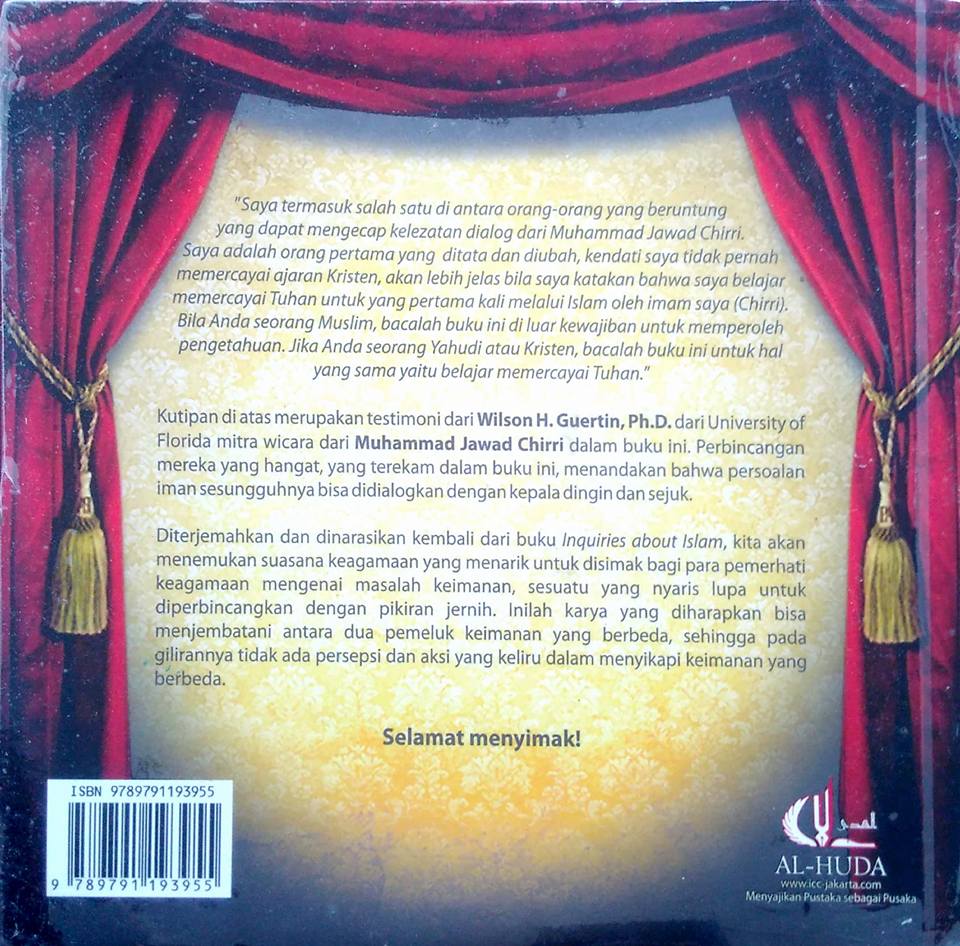 "Saya termasuk salah satu di antara orang-orang yang beruntung
yang dapat mengecap kelezatan dialog dari Muhammad Jawad Chirri.
Saya adalah orang pertama yang ditata dan diubah, kendati saya tidak pernah
memercayai ajaran Kristen, akan lebih jelas bila saya katakan bahwa saya belajar
memercayai Tuhan untuk yang pertama kali melalui Islam oleh imam saya (Chirri).
Bila Anda seorang Muslim, bacalah buku ini di luar kewajiban untuk memperoleh
pengetahuan. Jika Anda seorang Yahudi atau Kristen, bacalah buku ini untuk hal
yang sama yaitu belajar memercayai Tuhan."
Kutipan di atas merupakan testimoni dari Wilson H. Guertin, Ph.D. dari University of
Florida mitra wicara dari Muhammad Jawad Chirri dalam buku ini. Perbincangan
mereka yang hangat, yang terekam dalam buku ini, menandakan bahwa persoalan
iman sesungguhnya bisa didialogkan dengan kepala dingin dan sejuk.
Diterjemahkan dan dinarasikan kembali dari buku Inquiries about Islam, kita akan
menemukan suasana keagamaan yang menarik untuk disimak bagi para pemerhati
keagamaan mengenai masalah keimanan, sesuatu yang nyaris lupa untuk
diperbincangkan dengan pikiran jernih. Inilah karya yang diharapkan bisa
menjembatani antara dua pemeluk keimanan yang berbeda, sehingga pada
gilirannya tidak ada persepsi dan aksi yang keliru dalam menyikapi keimanan yang
berbeda.
Selamat menyimak!
ISBN 9789791193955
9 789791 193955
الهدى
AL-HUDA
www.icc-jakarta.com
Menyajikan Pustaka sebagai Pusaka